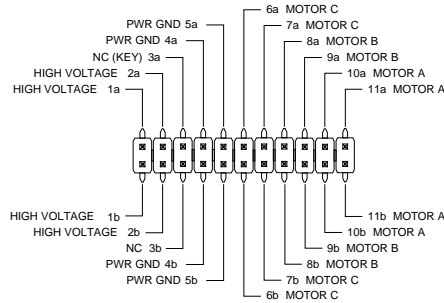 6a MOTOR C
PWR GND 5a
7a MOTOR C
PWR GND 4a
8a MOTOR B
NC (KEY) 3a
9a MOTOR B
HIGH VOLTAGE 2a
10a MOTOR A
HIGH VOLTAGE 1a
11a MOTOR A
HIGH VOLTAGE 1b
11b MOTOR A
HIGH VOLTAGE 2b
10b MOTOR A
NC 3b
9b MOTOR B
PWR GND 4b
8b MOTOR B
PWR GND 5b
7b MOTOR C
6b MOTOR C